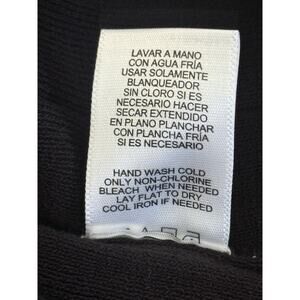 LAVAR A MANO
CON AGUA FRÍA
USAR SOLAMENTE
BLANQUEADOR
SIN CLORO SI ES
NECESARIO HACER
SECAR EXTENDIDO
EN PLANO PLANCHAR
CON PLANCHA FRÍA
SI ES NECESARIO
HAND WASH COLD
ONLY NON-CHLORINE
BLEACH WHEN NEEDED
LAY FLAT TO DRY
COOL IRON IF NEEDED